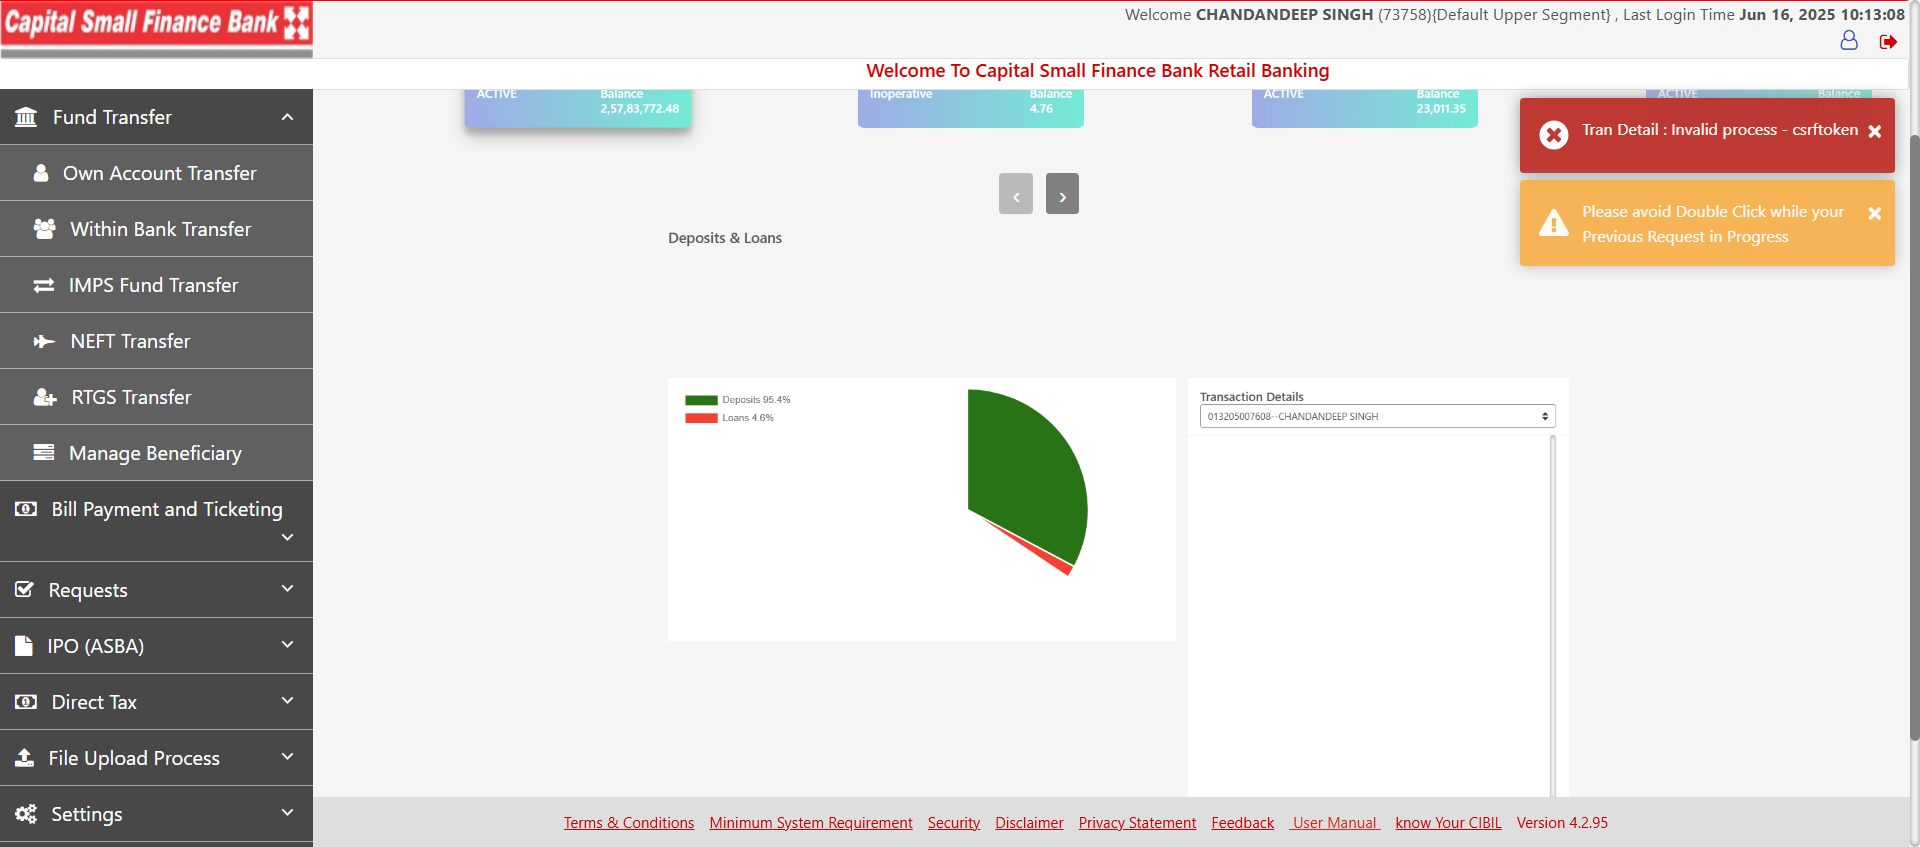 Capital Small Finance Bank
Welcome CHANDANDEEP SINGH (73758){Default Upper Segment} , Last Login Time Jun 16, 2025 10:13:08
Welcome To Capital Small Finance Bank Retail Banking
ACTIVE Balance
2,57,83,772.48
Inoperative Balance
4.76
ACTIVE Balance
23,011.35
ACTIVE Balance
Tran Detail : Invalid process - csrftoken
Please avoid Double Click while your
Previous Request in Progress
Fund Transfer
Own Account Transfer
Within Bank Transfer
IMPS Fund Transfer
NEFT Transfer
RTGS Transfer
Manage Beneficiary
Bill Payment and Ticketing
Requests
IPO (ASBA)
Direct Tax
File Upload Process
Settings
Deposits & Loans
Deposits 95.4%
Loans 4.6%
Transaction Details
013205007608--CHANDANDEEP SINGH
Terms & Conditions Minimum System Requirement Security Disclaimer Privacy Statement Feedback User Manual know Your CIBIL Version 4.2.95